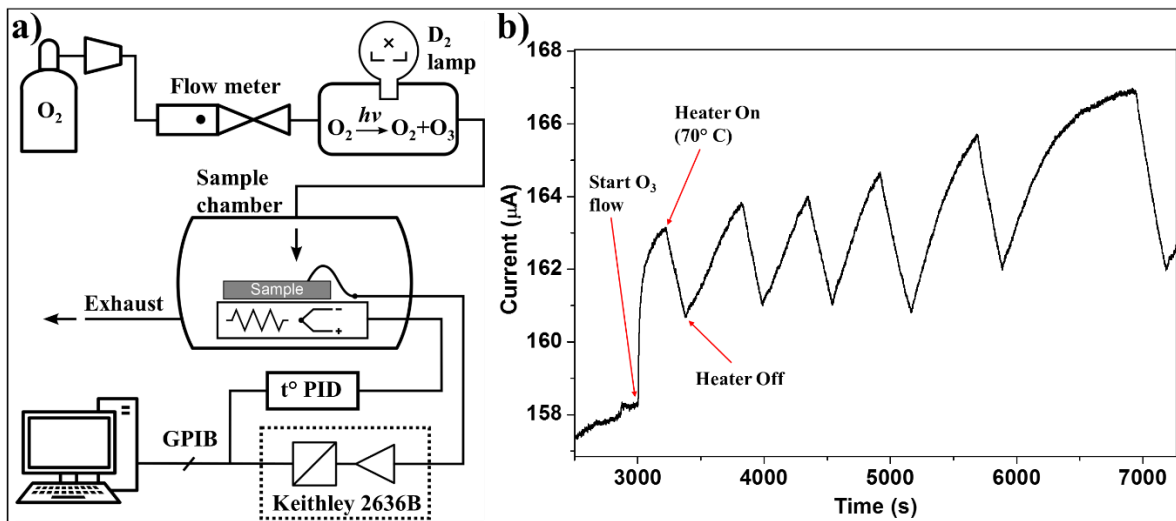 a)
D₂
lamp
Flow meter
O₂
hν
O₂ → O₂+O₃
Sample
chamber
Sample
- +
Exhaust
t° PID
GPIB
Keithley 2636B
b)
Current (µA)
168
166
164
162
160
158
Heater On
(70° C)
Start O₃
flow
Heater Off
3000 4000 5000 6000 7000
Time (s)